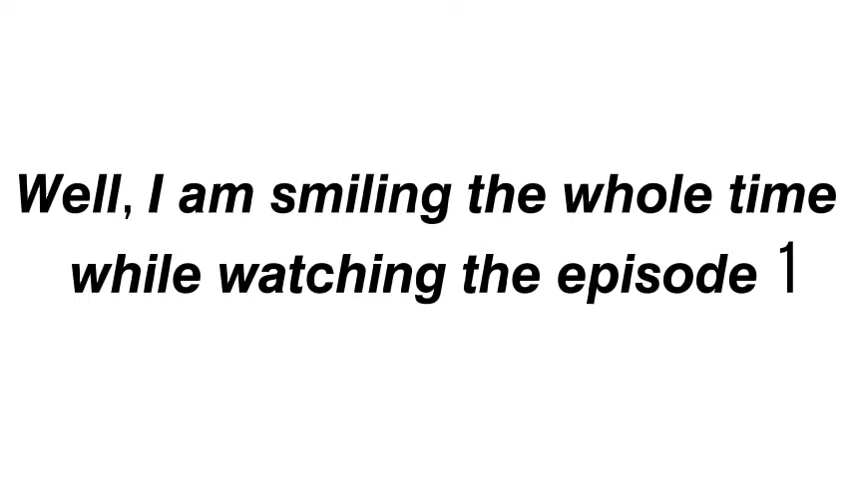 Well, I am smiling the whole time
while watching the episode 1